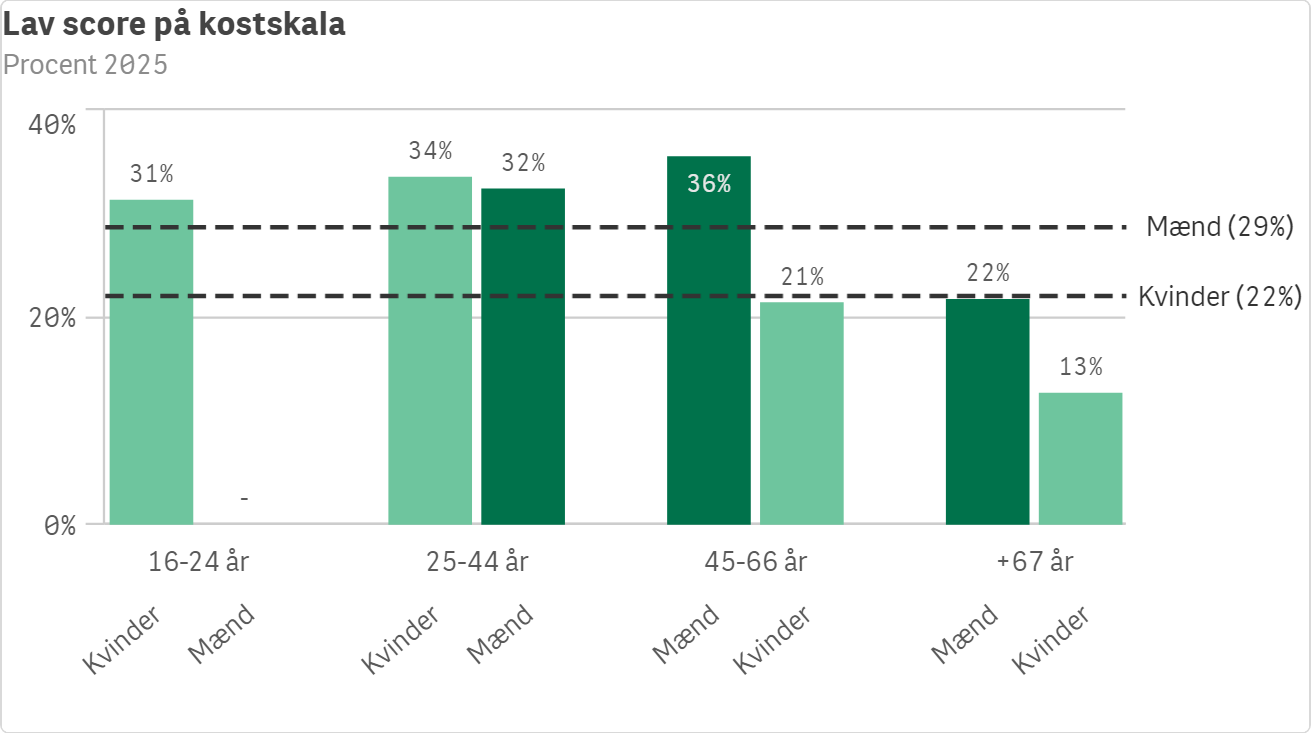 Lav score på kostskala
Procent 2025
40%
20%
0%
31%
-
34%
32%
36%
21%
22%
13%
Mænd (29%)
Kvinder (22%)
16-24 år
25-44 år
45-66 år
+67 år
Kvinder
Mænd
Kvinder
Mænd
Mænd
Kvinder
Mænd
Kvinder